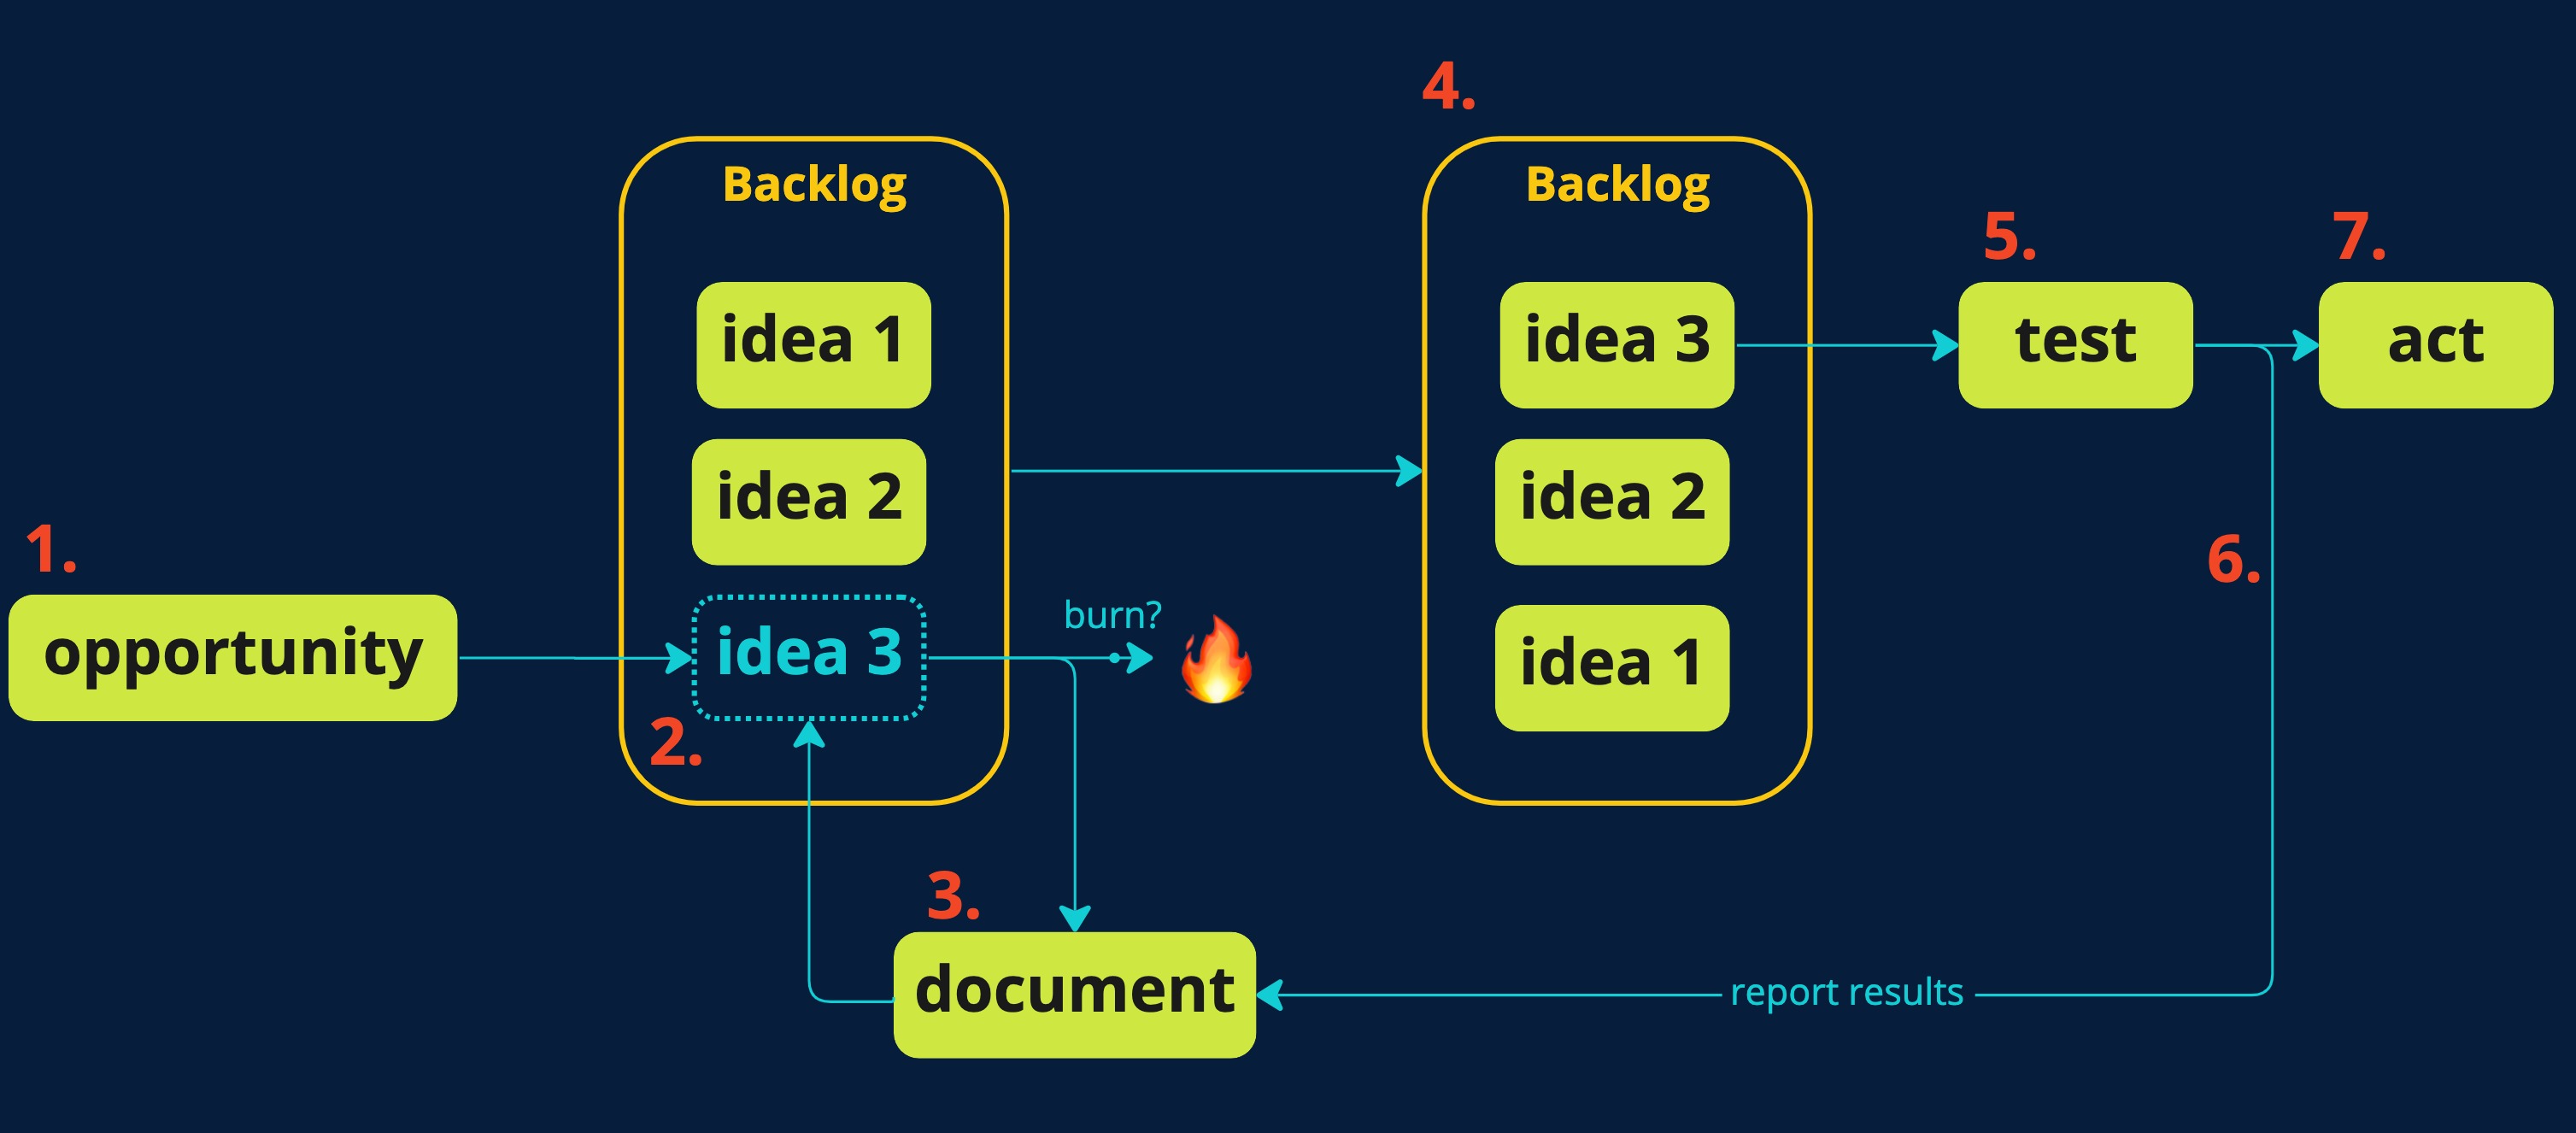 1.
opportunity
Backlog
idea 1
idea 2
idea 3
2.
burn?
3.
document
4.
Backlog
idea 3
idea 2
idea 1
5.
test
6.
report results
7.
act